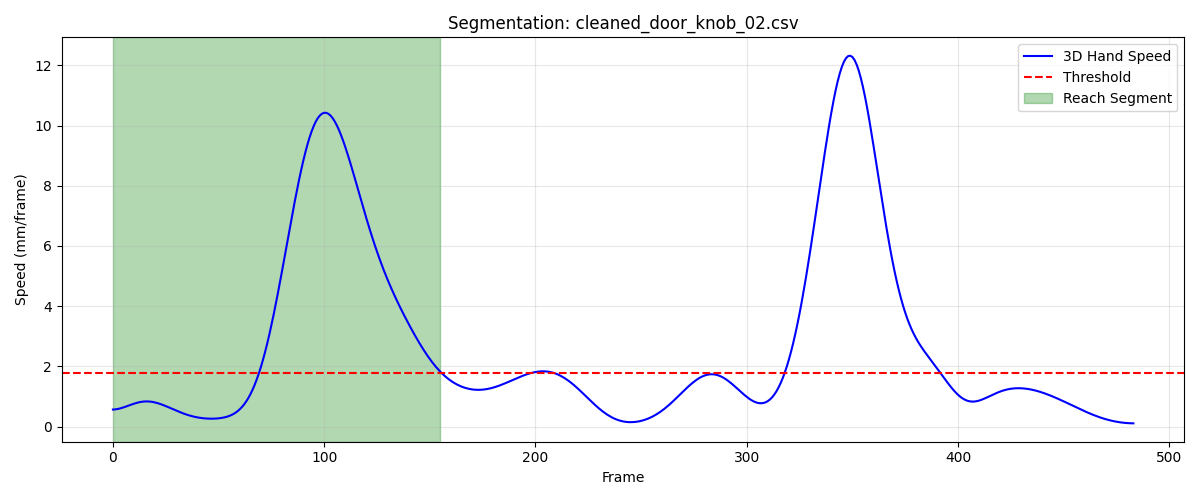 Segmentation: cleaned_door_knob_02.csv
3D Hand Speed
Threshold
Reach Segment
Speed (mm/frame)
12
10
8
6
4
2
0
0 100 200 300 400 500
Frame